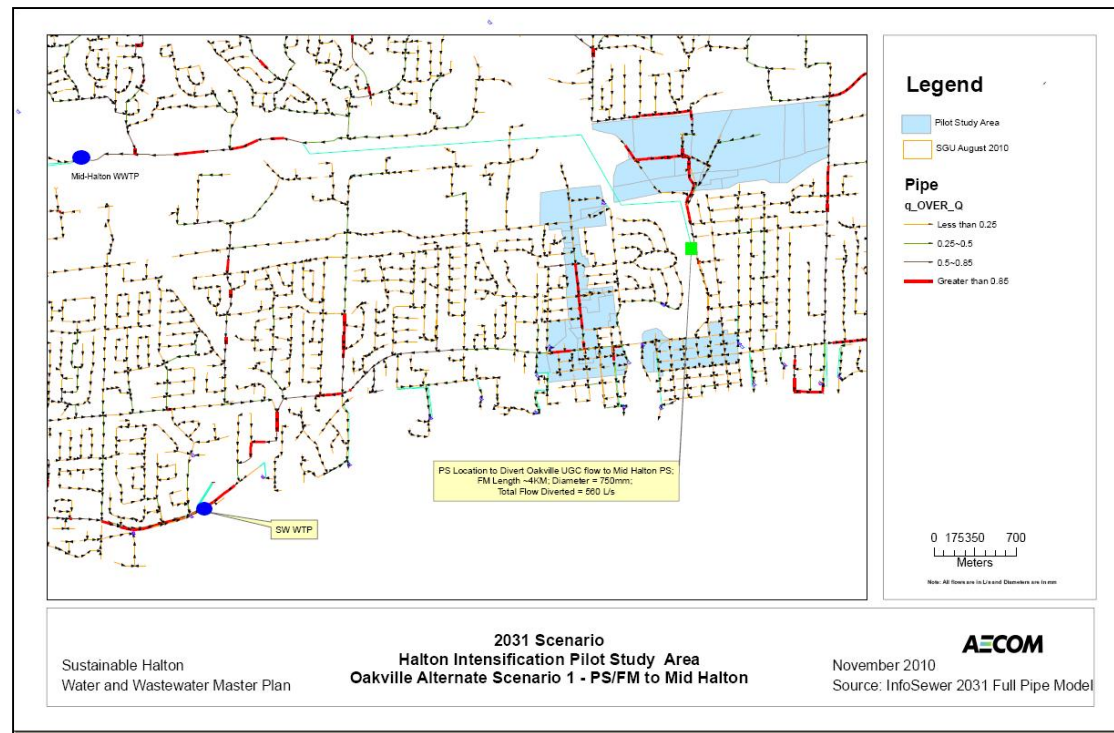 Mid-Halton WWTP
PS Location to Divert Oakville UGC flow to Mid Halton PS;
FM Length ~4KM; Diameter = 750mm;
Total Flow Diverted = 560 L/s
SW WTP
Legend
Pilot Study Area
SGU August 2010
Pipe
q_OVER_Q
Less than 0.25
0.25~0.5
0.5~0.85
Greater than 0.85
0 175350 700
Meters
Note: All flows are in L/s and Diameters are in mm
Sustainable Halton
Water and Wastewater Master Plan
2031 Scenario
Halton Intensification Pilot Study Area
Oakville Alternate Scenario 1 - PS/FM to Mid Halton
AECOM
November 2010
Source: InfoSewer 2031 Full Pipe Model